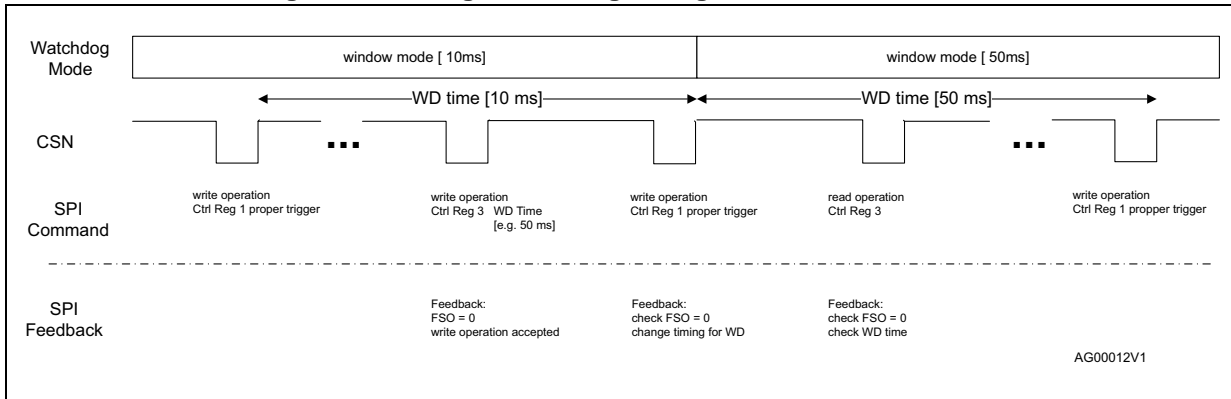 Watchdog
Mode
window mode [ 10ms]
window mode [ 50ms]
WD time [10 ms]
WD time [50 ms]
CSN
...
...
SPI
Command
write operation
Ctrl Reg 1 proper trigger
write operation
Ctrl Reg 3 WD Time
[e.g. 50 ms]
write operation
Ctrl Reg 1 proper trigger
read operation
Ctrl Reg 3
write operation
Ctrl Reg 1 propper trigger
SPI
Feedback
Feedback:
FSO = 0
write operation accepted
Feedback:
check FSO = 0
change timing for WD
Feedback:
check FSO = 0
check WD time
AG00012V1